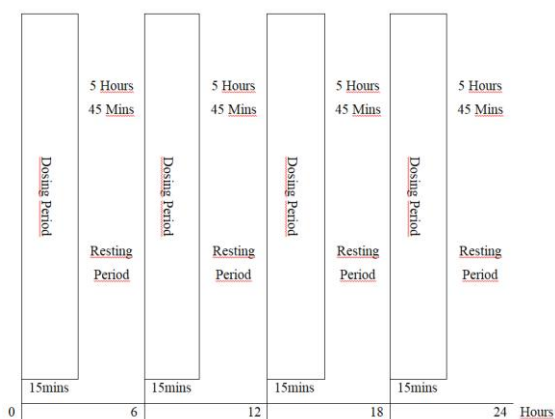 5 Hours
45 Mins
5 Hours
45 Mins
5 Hours
45 Mins
5 Hours
45 Mins
Dosing Period
Dosing Period
Dosing Period
Dosing Period
Resting
Period
Resting
Period
Resting
Period
Resting
Period
15mins
15mins
15mins
15mins
0 6 12 18 24 Hours